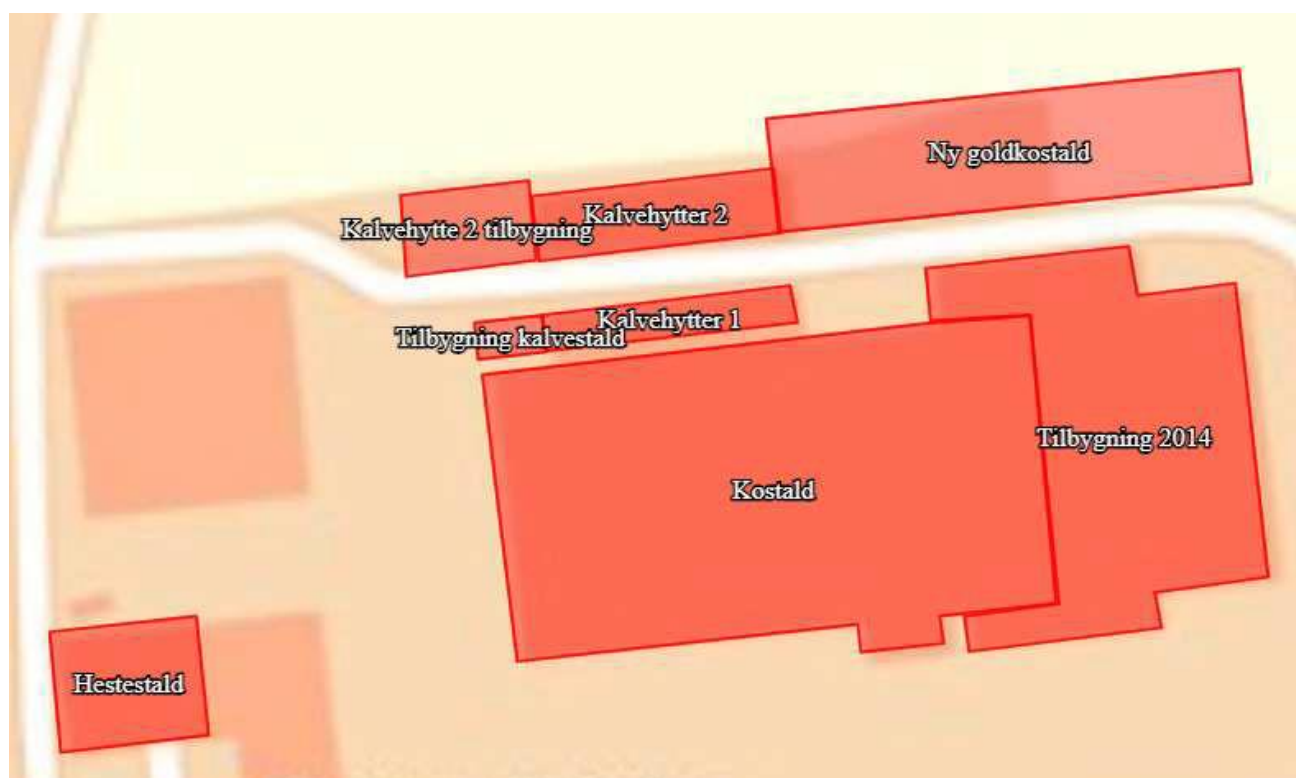 Ny goldkostald
Kalvehytter 2
Kalvehytte 2 tilbygning
Kalvehytter 1
Tilbygning kalvestald
Tilbygning 2014
Kostald
Hestestald